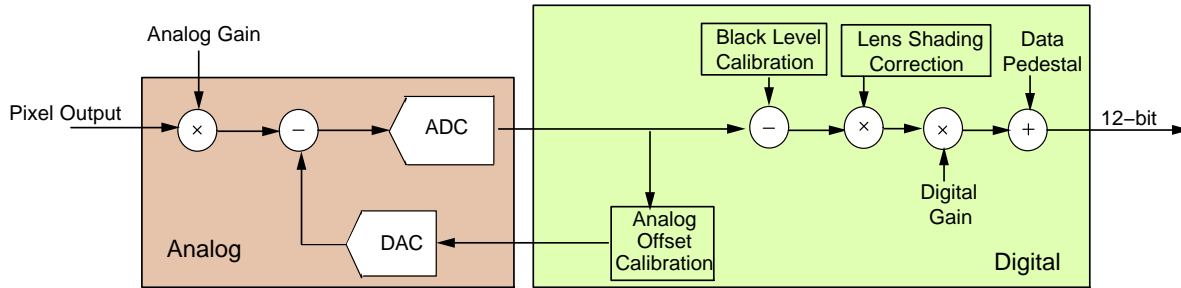 Analog Gain
Pixel Output
×
−
ADC
DAC
Analog
Black Level
Calibration
Lens Shading
Correction
Data
Pedestal
−
×
×
+
12−bit
Digital
Gain
Analog
Offset
Calibration
Digital